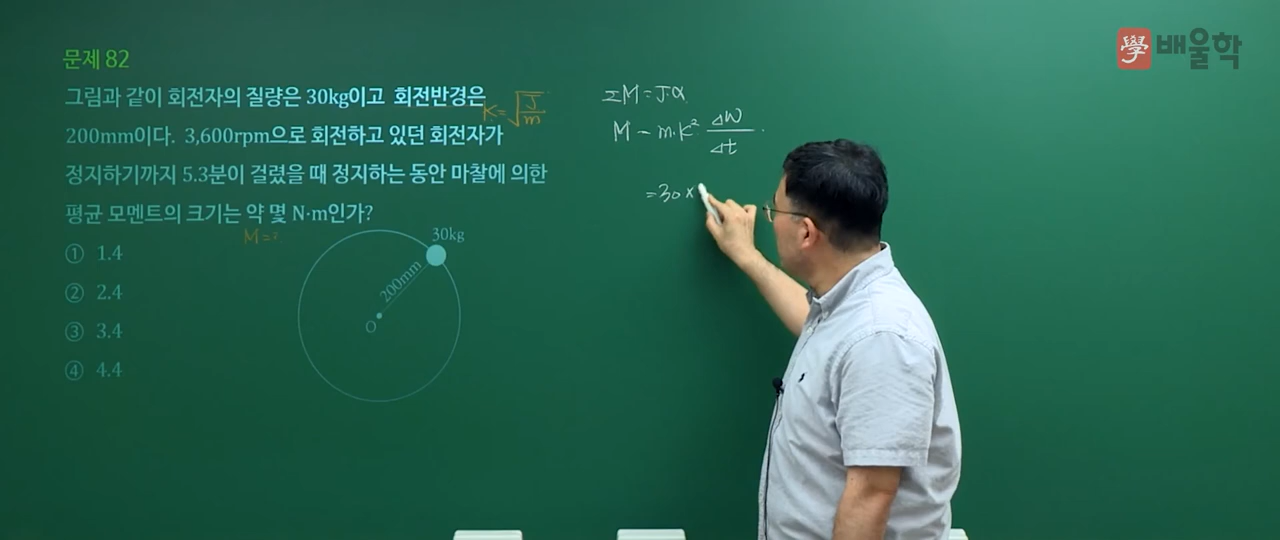 學 배울학
문제 82
그림과 같이 회전자의 질량은 30kg이고 회전반경은
200mm이다. 3,600rpm으로 회전하고 있던 회전자가
정지하기까지 5.3분이 걸렸을 때 정지하는 동안 마찰에 의한
평균 모멘트의 크기는 약 몇 N·m인가?
① 1.4
② 2.4
③ 3.4
④ 4.4
K=√J/m
M=?
30kg
200mm
O
ΣM=Jα
M=m·K² Δω/Δt
=30×